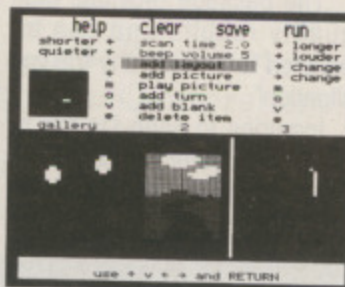 help clear save run
shorter + scan time 2.0 + longer
quieter + beep volume 5 + louder
+ add layout + change
+ add picture + change
m play picture m
o add turn o
v add blank v
e delete item e
gallery 2 3
use + v + + and RETURN